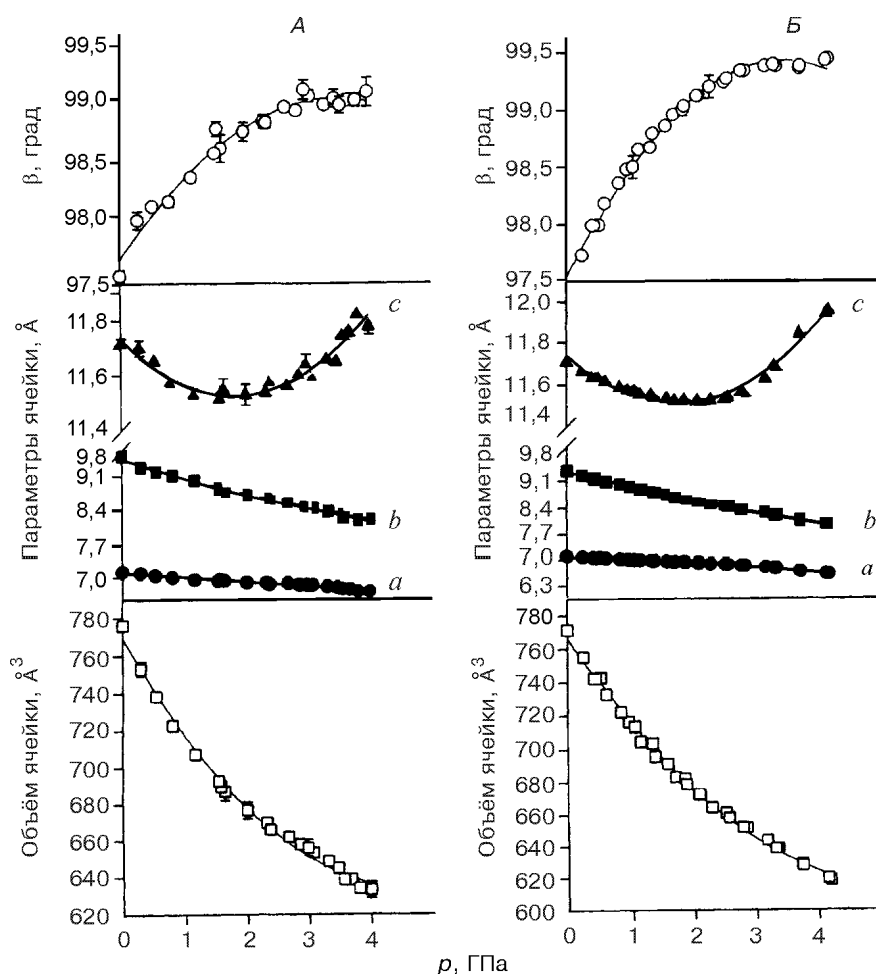 А
Б
99,5
99,0
98,5
98,0
97,5
β, град
99,5
99,0
98,5
98,0
97,5
β, град
11,8
11,6
11,4
9,8
9,1
8,4
7,7
7,0
Параметры ячейки, Å
c
b
a
12,0
11,8
11,6
11,4
9,8
9,1
8,4
7,7
7,0
6,3
Параметры ячейки, Å
c
b
a
780
760
740
720
700
680
660
640
620
Объём ячейки, Å³
0 1 2 3 4
780
760
740
720
700
680
660
640
620
600
Объём ячейки, Å³
0 1 2 3 4
p, ГПа